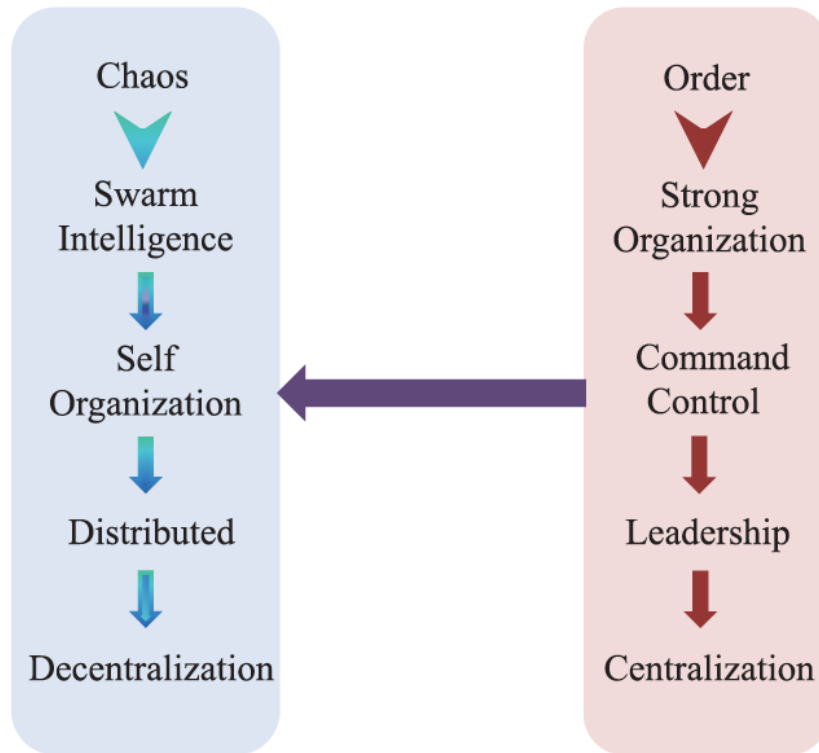 Chaos
Swarm
Intelligence
Self
Organization
Distributed
Decentralization
Order
Strong
Organization
Command
Control
Leadership
Centralization